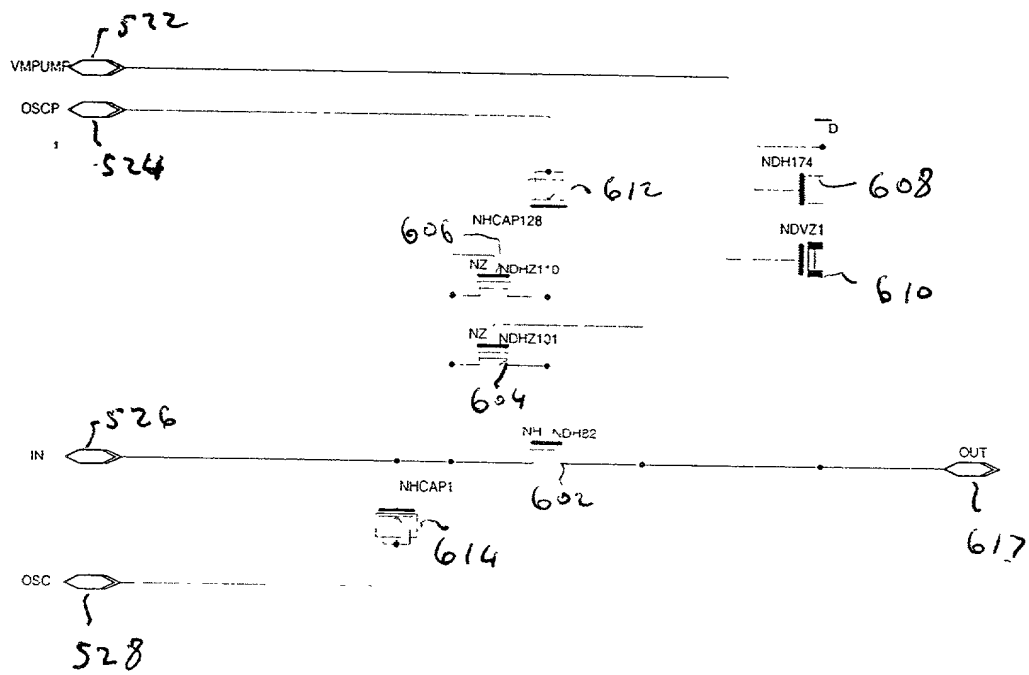 522
VMPUMP
OSCP
524
D
NDH174
608
612
NHCAP128
606
NDVZ1
NZ NDHZ110
610
NZ NDHZ101
604
526
NH NDH82
IN
OUT
602
NHCAP1
614
617
OSC
528